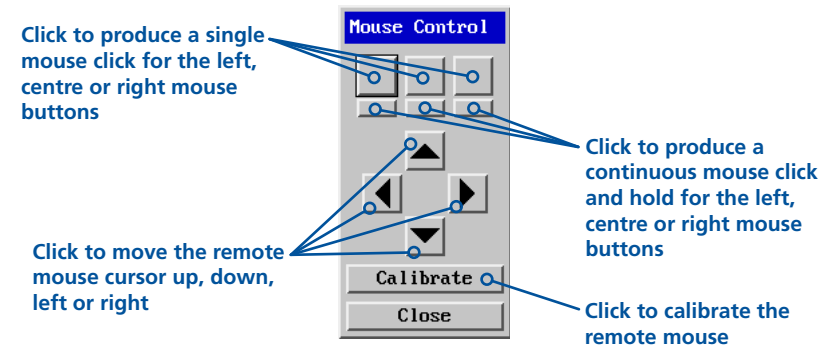 Mouse Control
Click to produce a single
mouse click for the left,
centre or right mouse
buttons
Click to produce a
continuous mouse click
and hold for the left,
centre or right mouse
buttons
Click to move the remote
mouse cursor up, down,
left or right
Calibrate
Close
Click to calibrate the
remote mouse